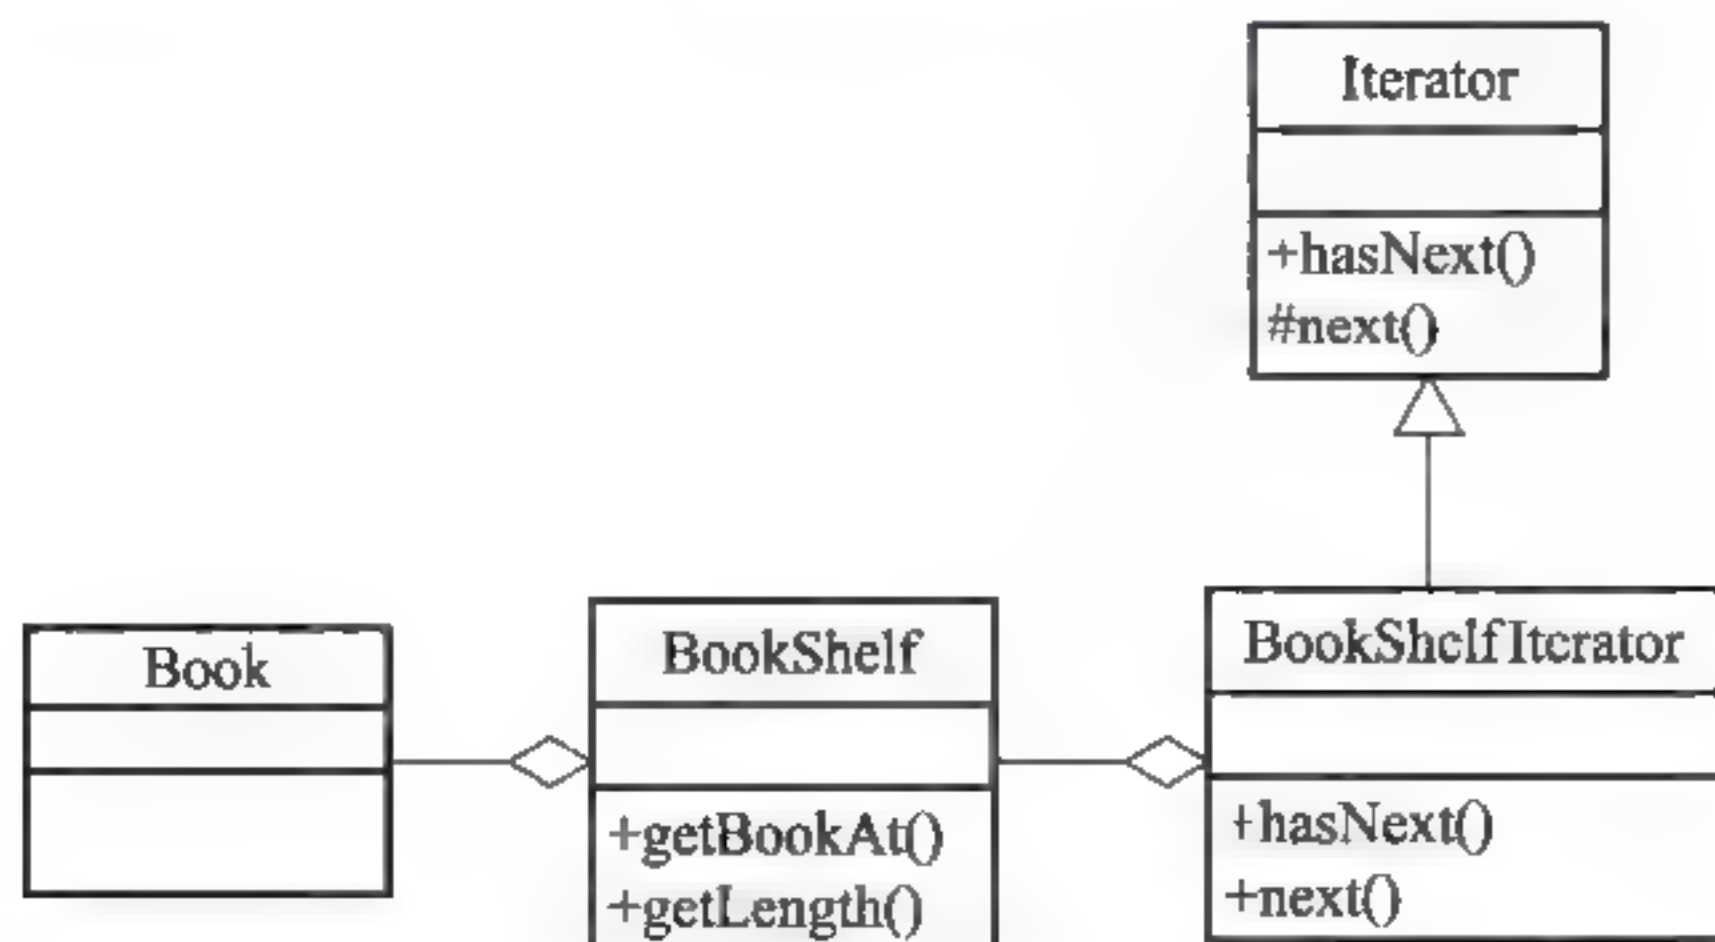 Iterator
+hasNext()
#next()
Book
BookShelf
+getBookAt()
+getLength()
BookShelfIterator
+hasNext()
+next()